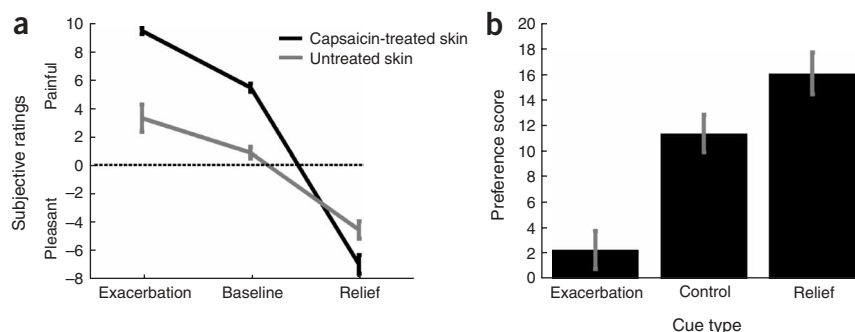 a
10
8
6
4
2
0
−2
−4
−6
−8
Painful
Pleasant
Subjective ratings
Capsaicin-treated skin
Untreated skin
Exacerbation Baseline Relief
b
20
18
16
14
12
10
8
6
4
2
0
Preference score
Exacerbation Control Relief
Cue type